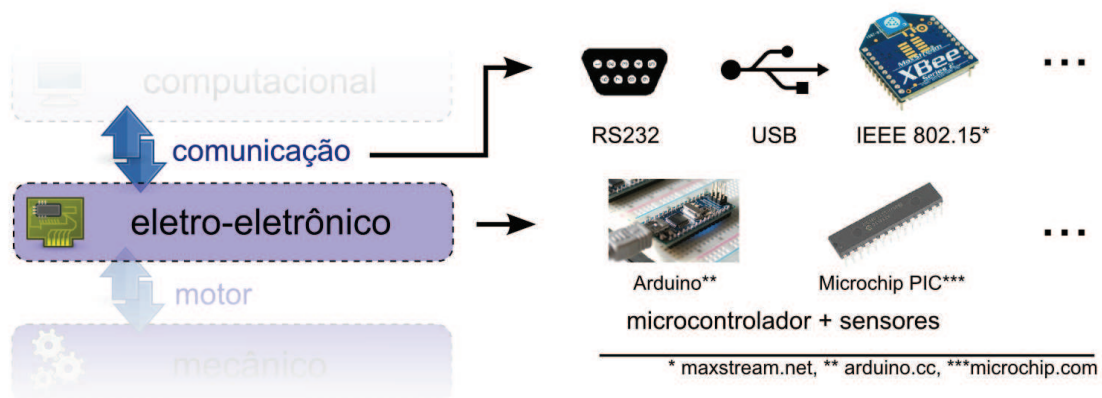 computacional
comunicação
eletro-eletrônico
motor
mecânico
MaxStream
XBee
RS232
USB
IEEE 802.15*
...
Arduino**
Microchip PIC***
...
microcontrolador + sensores
* maxstream.net, ** arduino.cc, ***microchip.com